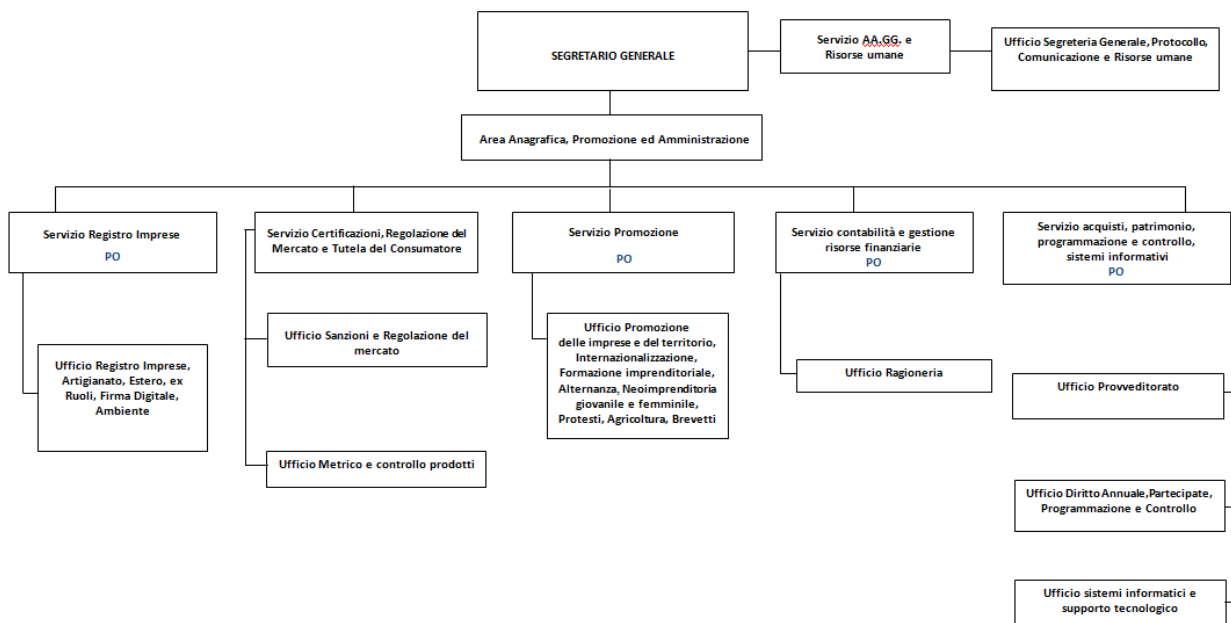 SEGRETARIO GENERALE
Servizio AA.GG. e
Risorse umane
Ufficio Segreteria Generale, Protocollo,
Comunicazione e Risorse umane
Area Anagrafica, Promozione ed Amministrazione
Servizio Registro Imprese
PO
Servizio Certificazioni, Regolazione del
Mercato e Tutela del Consumatore
Servizio Promozione
PO
Servizio contabilità e gestione
risorse finanziarie
PO
Servizio acquisti, patrimonio,
programmazione e controllo,
sistemi informativi
PO
Ufficio Registro Imprese,
Artigianato, Estero, ex
Ruoli, Firma Digitale,
Ambiente
Ufficio Sanzioni e Regolazione del
mercato
Ufficio Metrico e controllo prodotti
Ufficio Promozione
delle imprese e del territorio,
Internazionalizzazione,
Formazione imprenditoriale,
Alternanza, Neoimprenditoria
giovanile e femminile,
Protesti, Agricoltura, Brevetti
Ufficio Ragioneria
Ufficio Provveditorato
Ufficio Diritto Annuale,Partecipate,
Programmazione e Controllo
Ufficio sistemi informatici e
supporto tecnologico